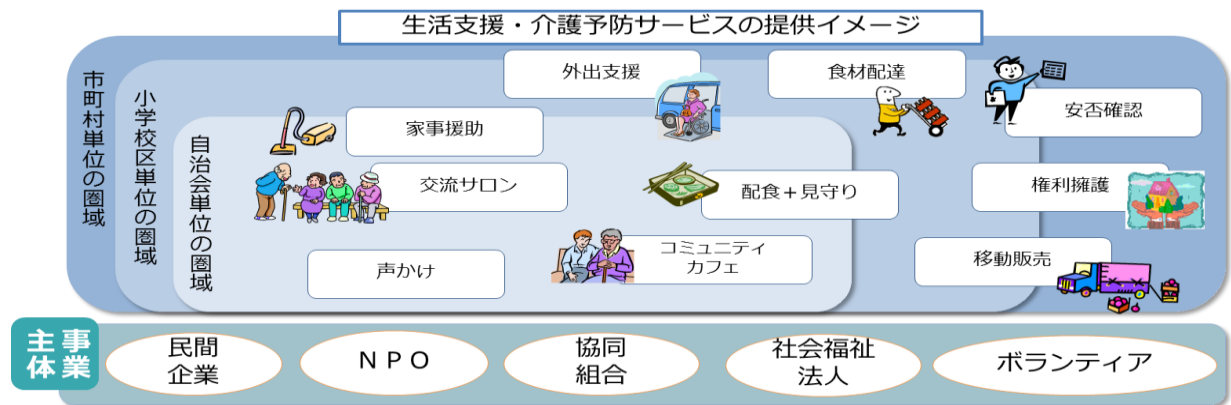 生活支援・介護予防サービスの提供イメージ
市町村単位の圏域
小学校区単位の圏域
自治会単位の圏域
外出支援
食材配達
安否確認
家事援助
交流サロン
配食+見守り
権利擁護
声かけ
コミュニティ
カフェ
移動販売
事業
主体
民間
企業
NPO
協同
組合
社会福祉
法人
ボランティア